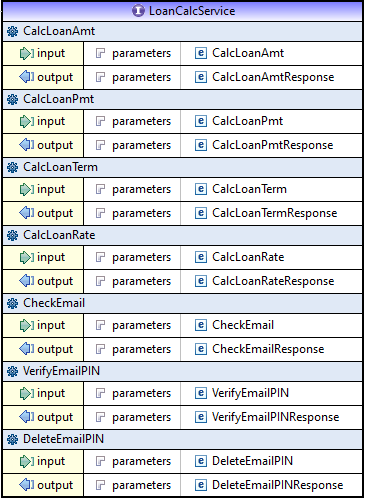 LoanCalcService
CalcLoanAmt
input parameters CalcLoanAmt
output parameters CalcLoanAmtResponse
CalcLoanPmt
input parameters CalcLoanPmt
output parameters CalcLoanPmtResponse
CalcLoanTerm
input parameters CalcLoanTerm
output parameters CalcLoanTermResponse
CalcLoanRate
input parameters CalcLoanRate
output parameters CalcLoanRateResponse
CheckEmail
input parameters CheckEmail
output parameters CheckEmailResponse
VerifyEmailPIN
input parameters VerifyEmailPIN
output parameters VerifyEmailPINResponse
DeleteEmailPIN
input parameters DeleteEmailPIN
output parameters DeleteEmailPINResponse